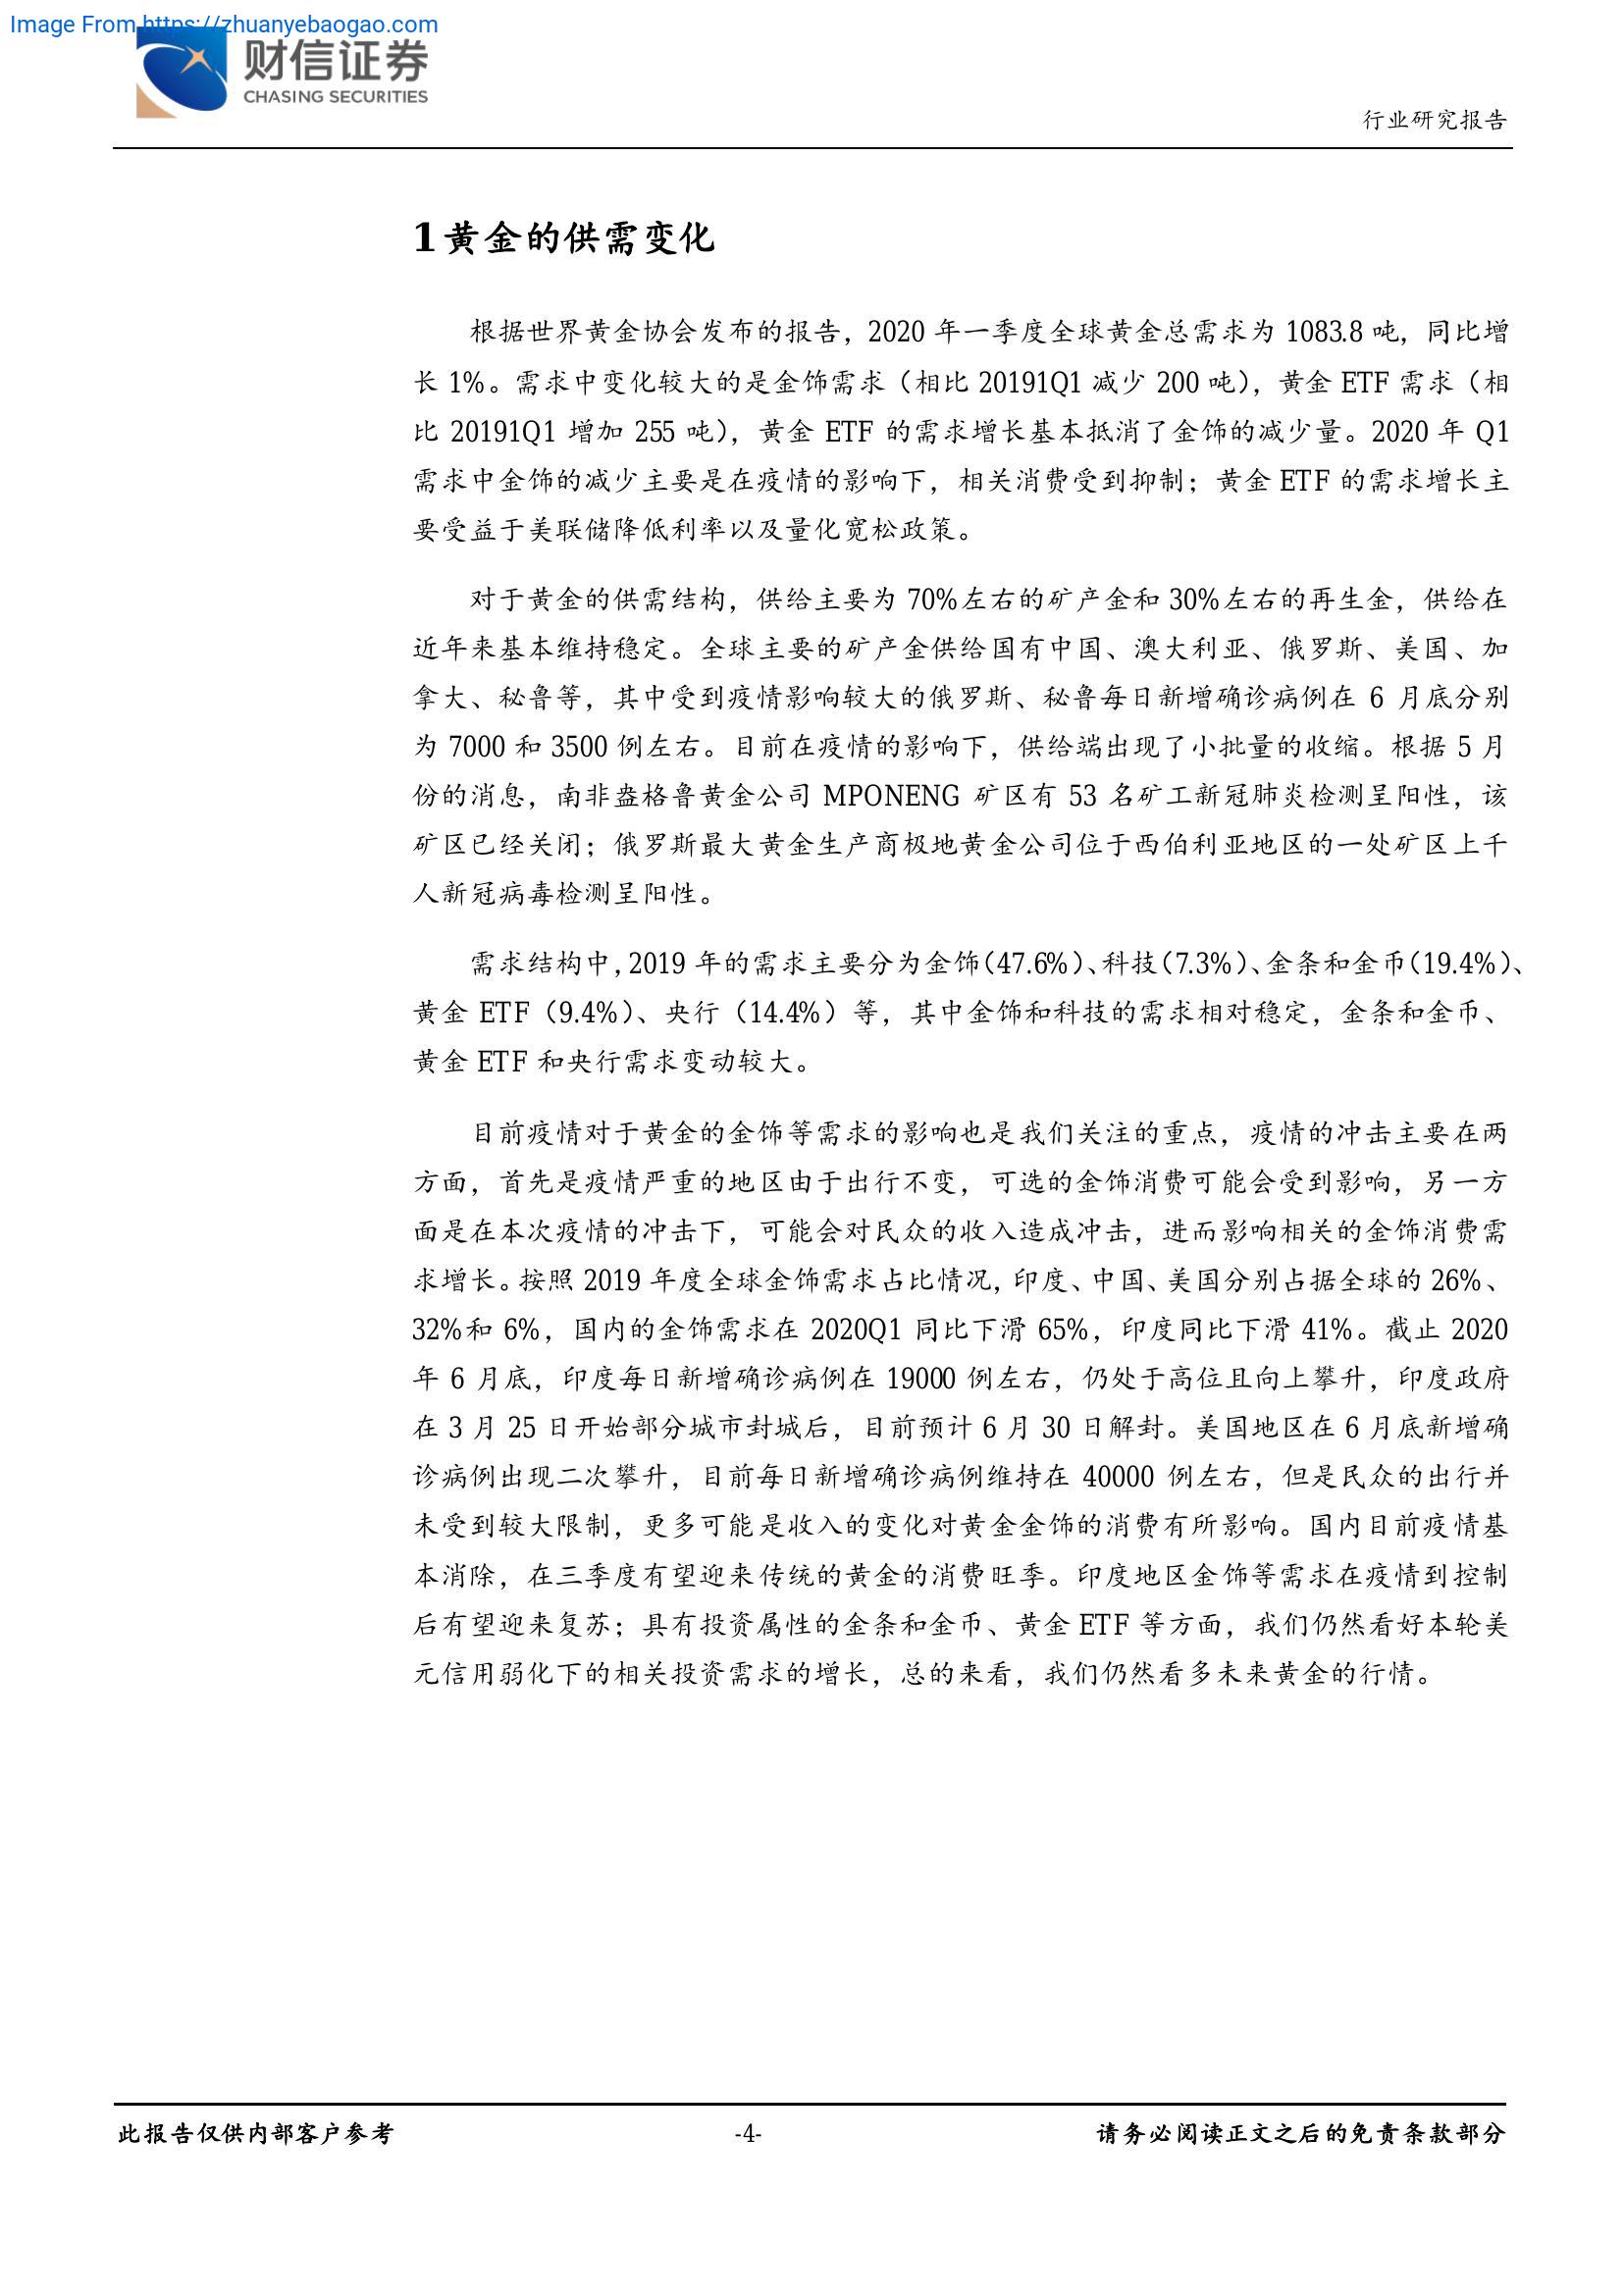 Image From https://zhuanyebaogao.com
财信证券
CHASING SECURITIES
行业研究报告
1 黄金的供需变化
根据世界黄金协会发布的报告，2020 年一季度全球黄金总需求为 1083.8 吨，同比增
长 1%。需求中变化较大的是金饰需求（相比 20191Q1 减少 200 吨），黄金 ETF 需求（相
比 20191Q1 增加 255 吨），黄金 ETF 的需求增长基本抵消了金饰的减少量。2020 年 Q1
需求中金饰的减少主要是在疫情的影响下，相关消费受到抑制；黄金 ETF 的需求增长主
要受益于美联储降低利率以及量化宽松政策。
对于黄金的供需结构，供给主要为 70%左右的矿产金和 30%左右的再生金，供给在
近年来基本维持稳定。全球主要的矿产金供给国有中国、澳大利亚、俄罗斯、美国、加
拿大、秘鲁等，其中受到疫情影响较大的俄罗斯、秘鲁每日新增确诊病例在 6 月底分别
为 7000 和 3500 例左右。目前在疫情的影响下，供给端出现了小批量的收缩。根据 5 月
份的消息，南非盎格鲁黄金公司 MPONENG 矿区有 53 名矿工新冠肺炎检测呈阳性，该
矿区已经关闭；俄罗斯最大黄金生产商极地黄金公司位于西伯利亚地区的一处矿区上千
人新冠病毒检测呈阳性。
需求结构中，2019 年的需求主要分为金饰（47.6%）、科技（7.3%）、金条和金币（19.4%）、
黄金 ETF（9.4%）、央行（14.4%）等，其中金饰和科技的需求相对稳定，金条和金币、
黄金 ETF 和央行需求变动较大。
目前疫情对于黄金的金饰等需求的影响也是我们关注的重点，疫情的冲击主要在两
方面，首先是疫情严重的地区由于出行不变，可选的金饰消费可能会受到影响，另一方
面是在本次疫情的冲击下，可能会对民众的收入造成冲击，进而影响相关的金饰消费需
求增长。按照 2019 年度全球金饰需求占比情况，印度、中国、美国分别占据全球的 26%、
32%和 6%，国内的金饰需求在 2020Q1 同比下滑 65%，印度同比下滑 41%。截止 2020
年 6 月底，印度每日新增确诊病例在 19000 例左右，仍处于高位且向上攀升，印度政府
在 3 月 25 日开始部分城市封城后，目前预计 6 月 30 日解封。美国地区在 6 月底新增确
诊病例出现二次攀升，目前每日新增确诊病例维持在 40000 例左右，但是民众的出行并
未受到较大限制，更多可能是收入的变化对黄金金饰的消费有所影响。国内目前疫情基
本消除，在三季度有望迎来传统的黄金的消费旺季。印度地区金饰等需求在疫情到控制
后有望迎来复苏；具有投资属性的金条和金币、黄金 ETF 等方面，我们仍然看好本轮美
元信用弱化下的相关投资需求的增长，总的来看，我们仍然看多未来黄金的行情。
此报告仅供内部客户参考
-4-
请务必阅读正文之后的免责条款部分